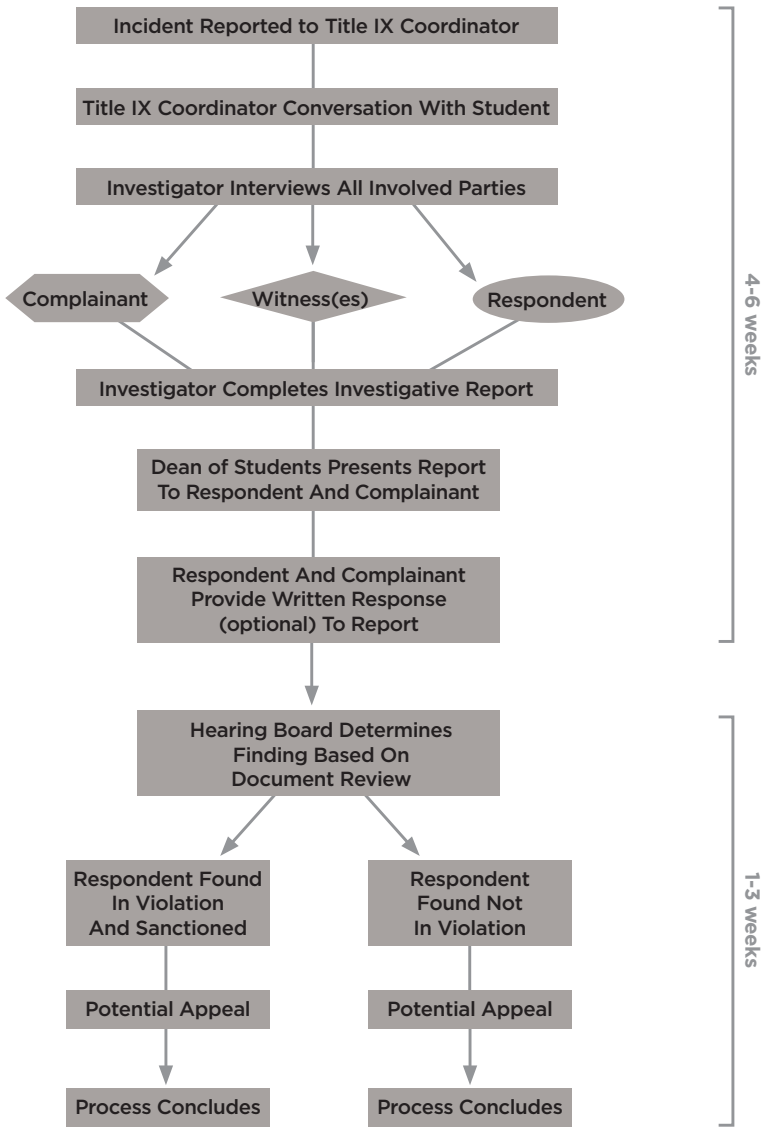 Incident Reported to Title IX Coordinator
Title IX Coordinator Conversation With Student
Investigator Interviews All Involved Parties
Complainant
Witness(es)
Respondent
4-6 weeks
Investigator Completes Investigative Report
Dean of Students Presents Report
To Respondent And Complainant
Respondent And Complainant
Provide Written Response
(optional) To Report
Hearing Board Determines
Finding Based On
Document Review
Respondent Found
In Violation
And Sanctioned
Respondent
Found Not
In Violation
1-3 weeks
Potential Appeal
Potential Appeal
Process Concludes
Process Concludes